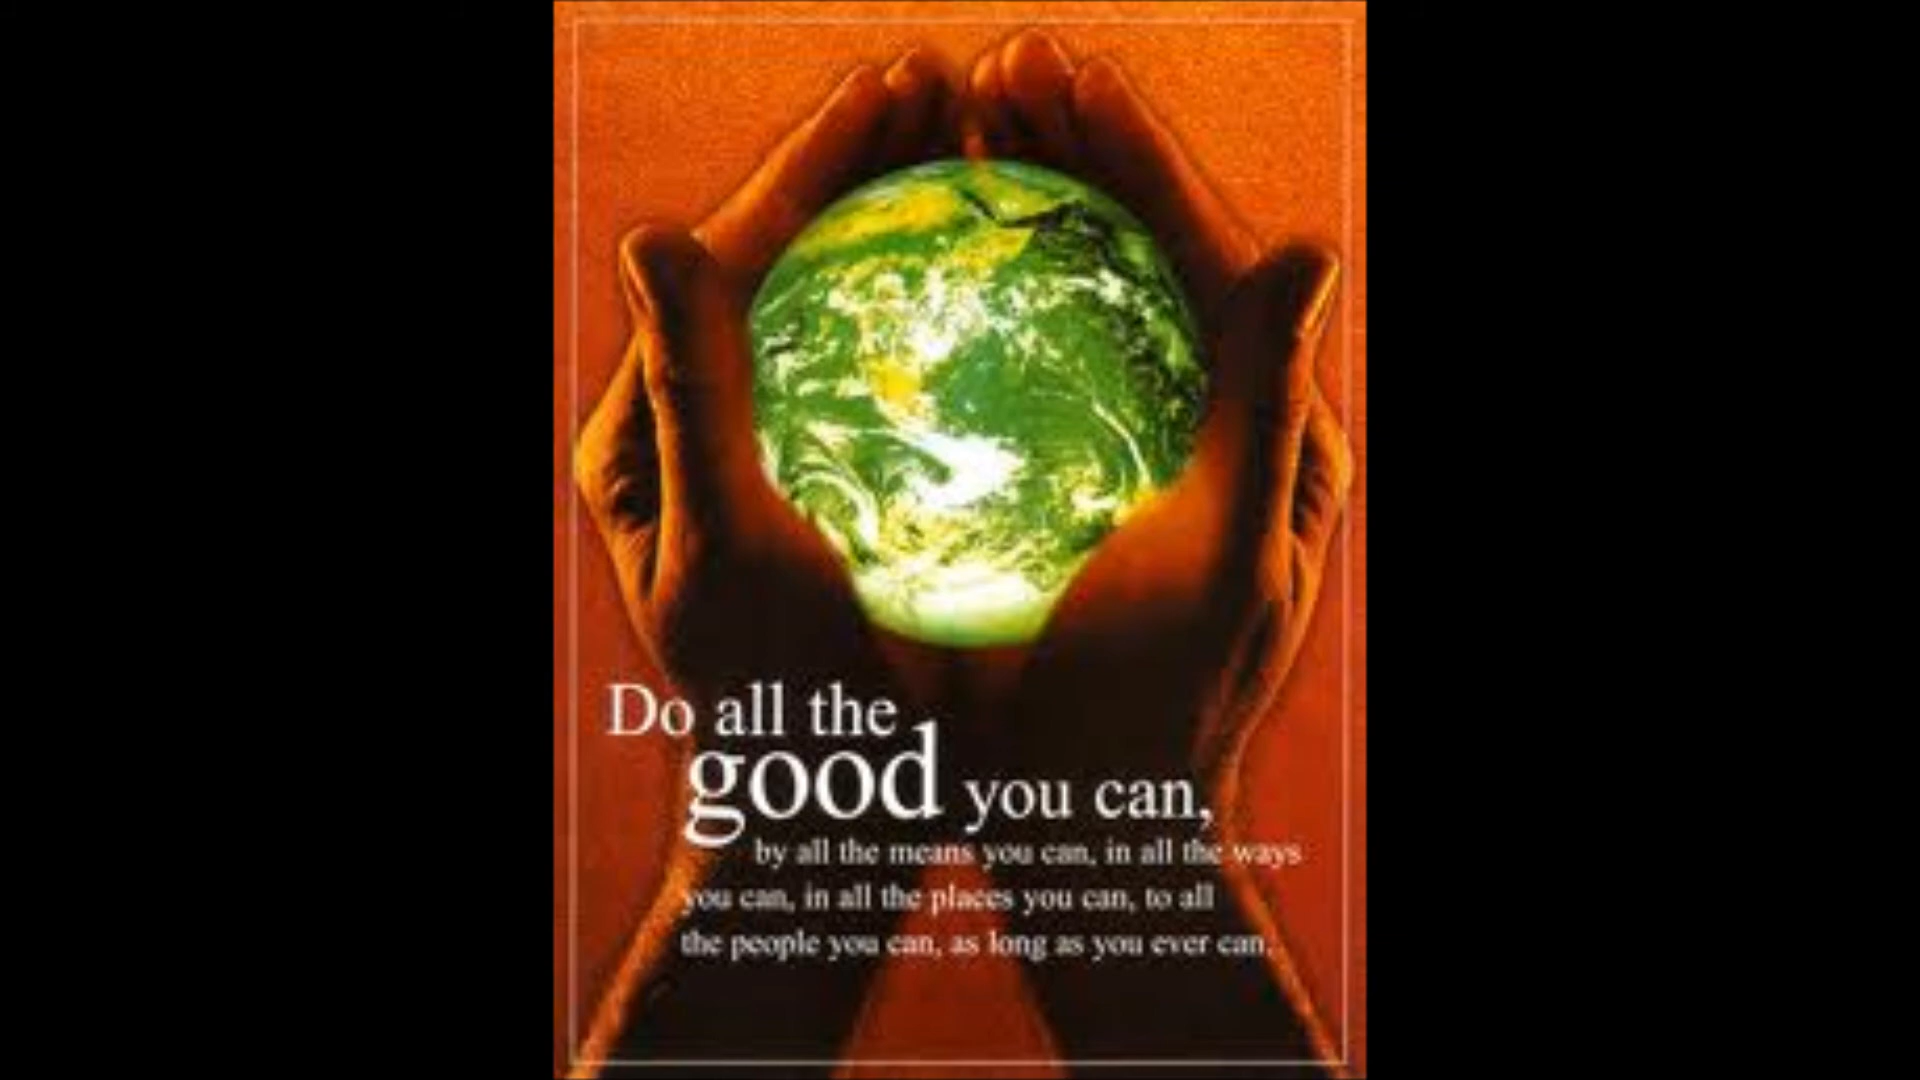 Do all the
good you can,
by all the means you can, in all the ways
you can, in all the places you can, to all
the people you can, as long as you ever can.